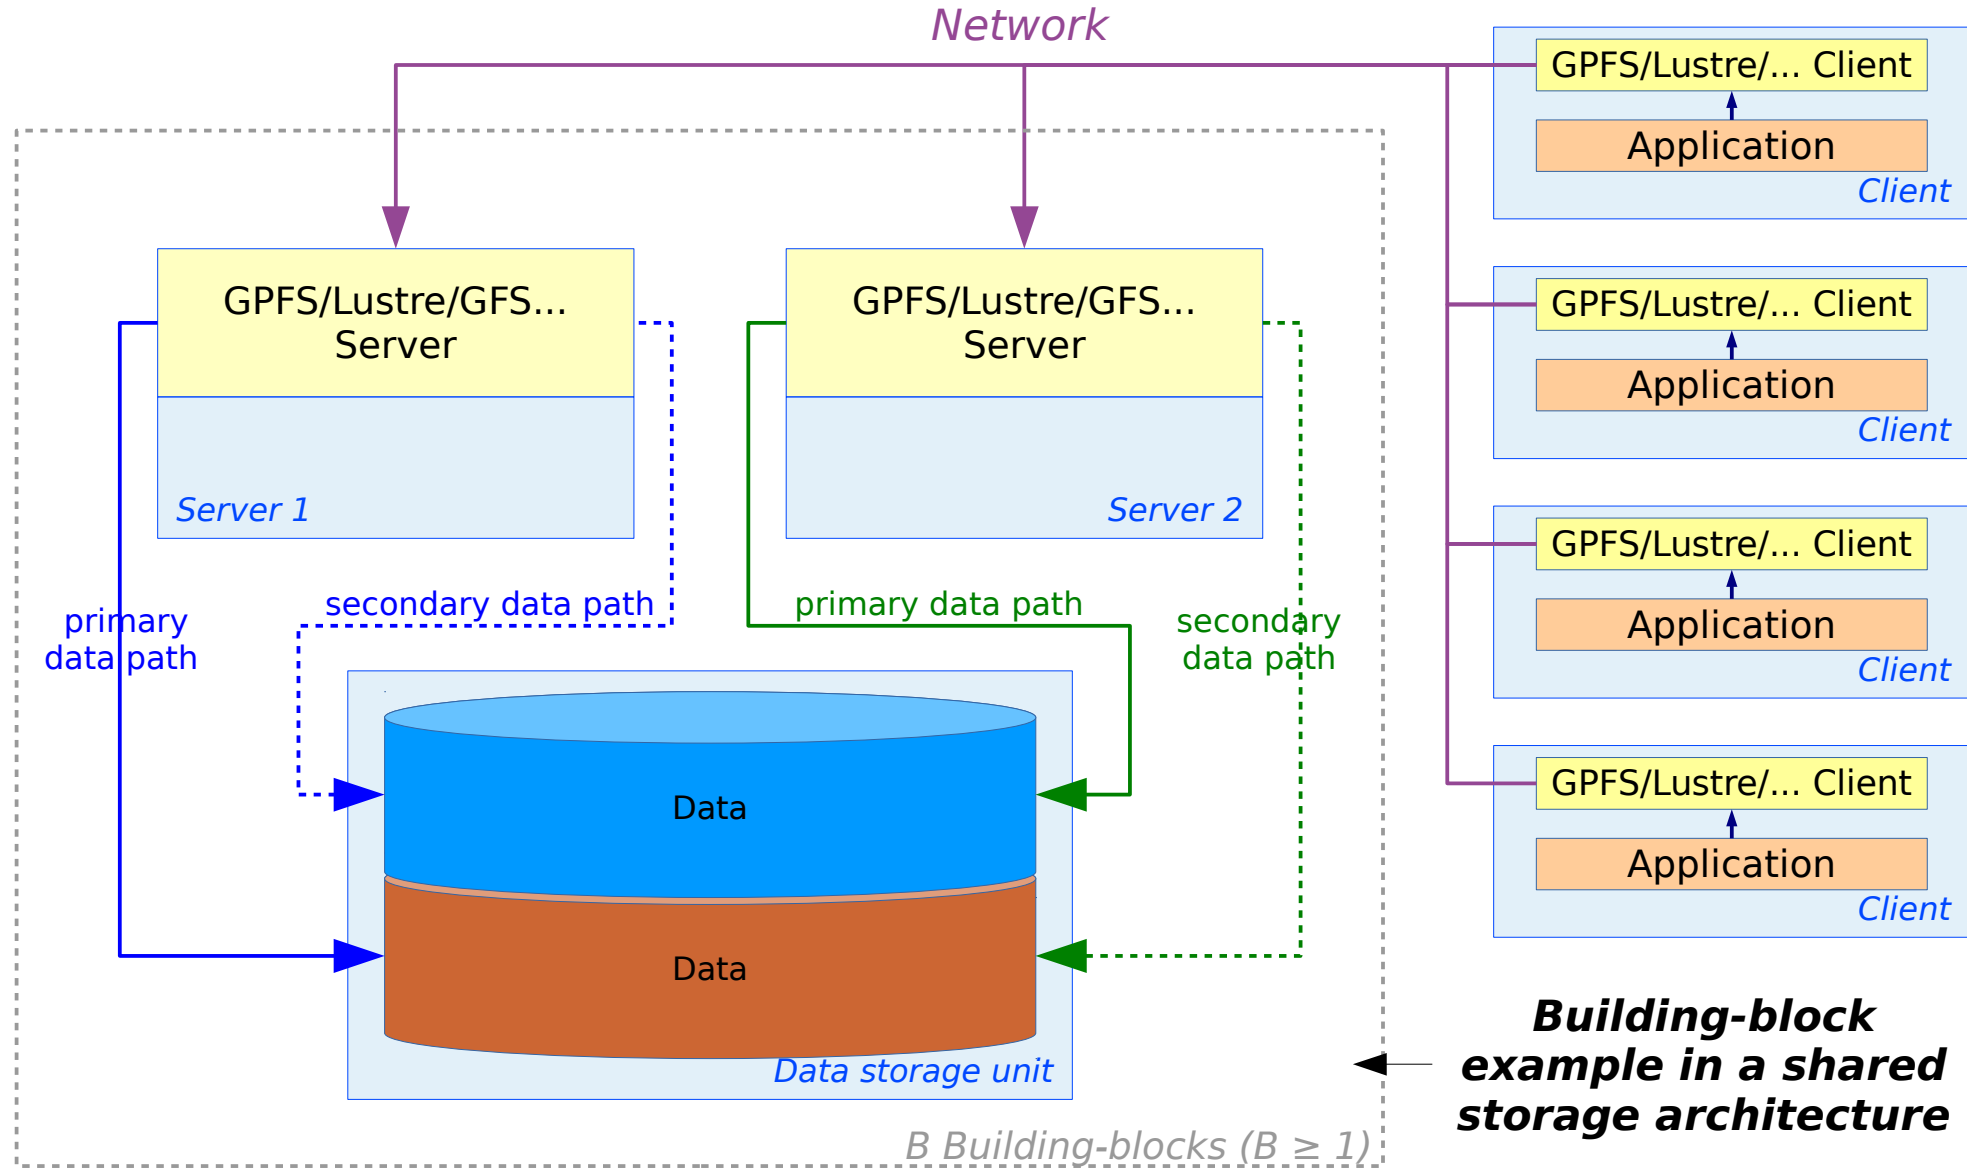 Network
GPFS/Lustre/GFS...
Server
Server 1
GPFS/Lustre/GFS...
Server
Server 2
primary
data path
secondary data path
primary data path
secondary
data path
Data
Data
Data storage unit
B Building-blocks (B ≥ 1)
GPFS/Lustre/... Client
Application
Client
GPFS/Lustre/... Client
Application
Client
GPFS/Lustre/... Client
Application
Client
GPFS/Lustre/... Client
Application
Client
Building-block
example in a shared
storage architecture